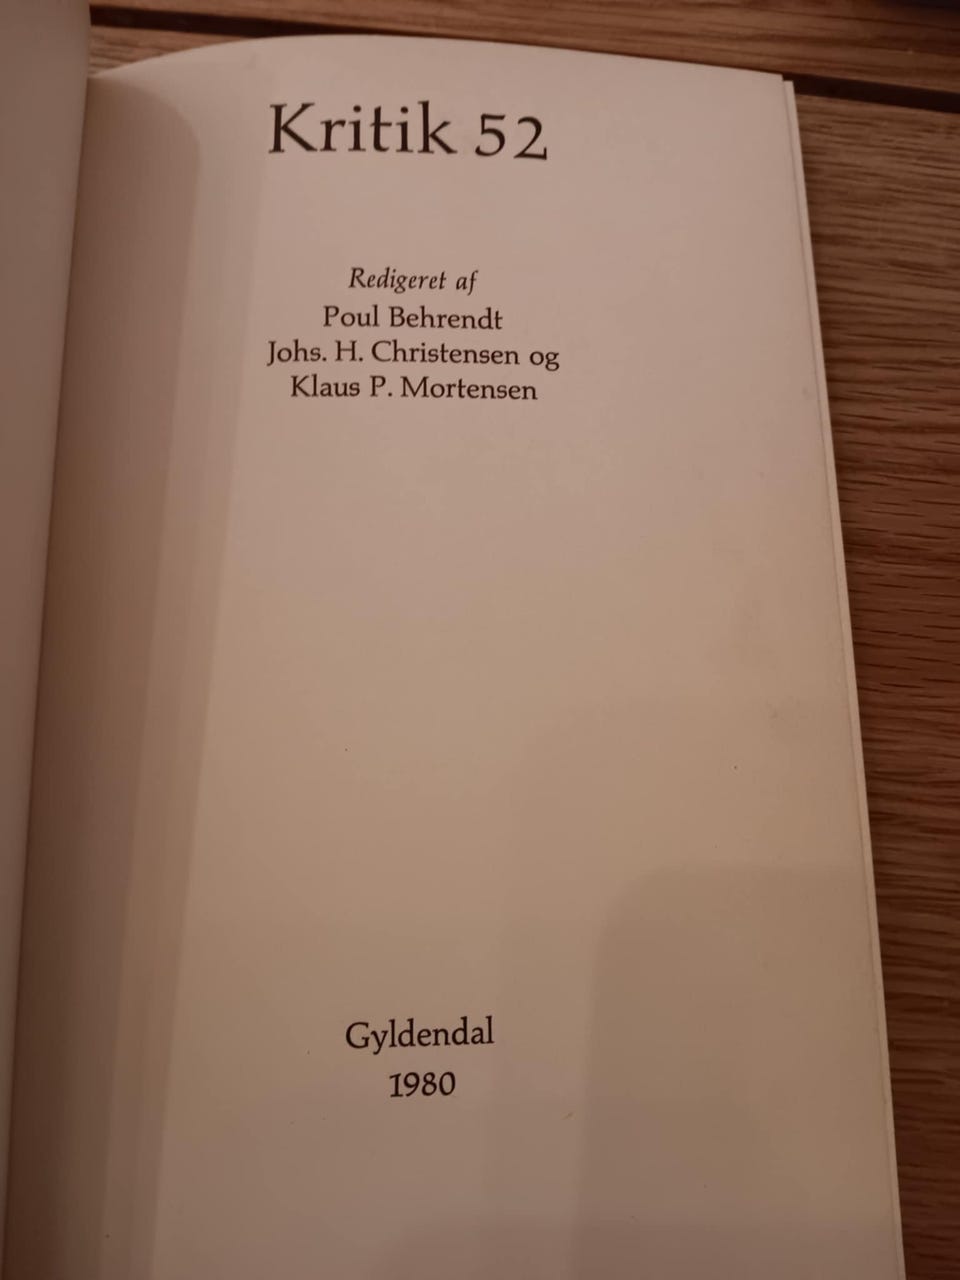 Kritik 52
Redigeret af
Poul Behrendt
Johs. H. Christensen og
Klaus P. Mortensen
Gyldendal
1980